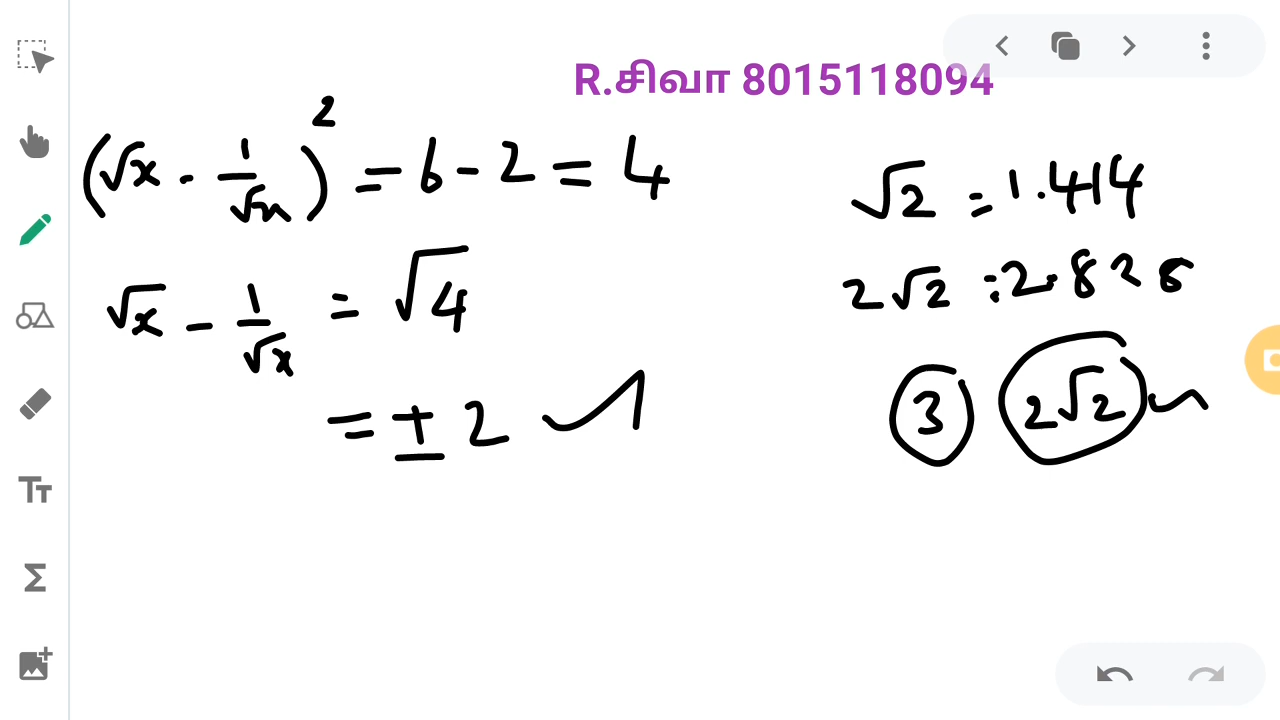 R.சிவா 8015118094
(√x - 1/√x)² = 6 - 2 = 4
√x - 1/√x = √4
= ± 2
√2 = 1.414
2√2 = 2.828
3 2√2
Tт
Σ